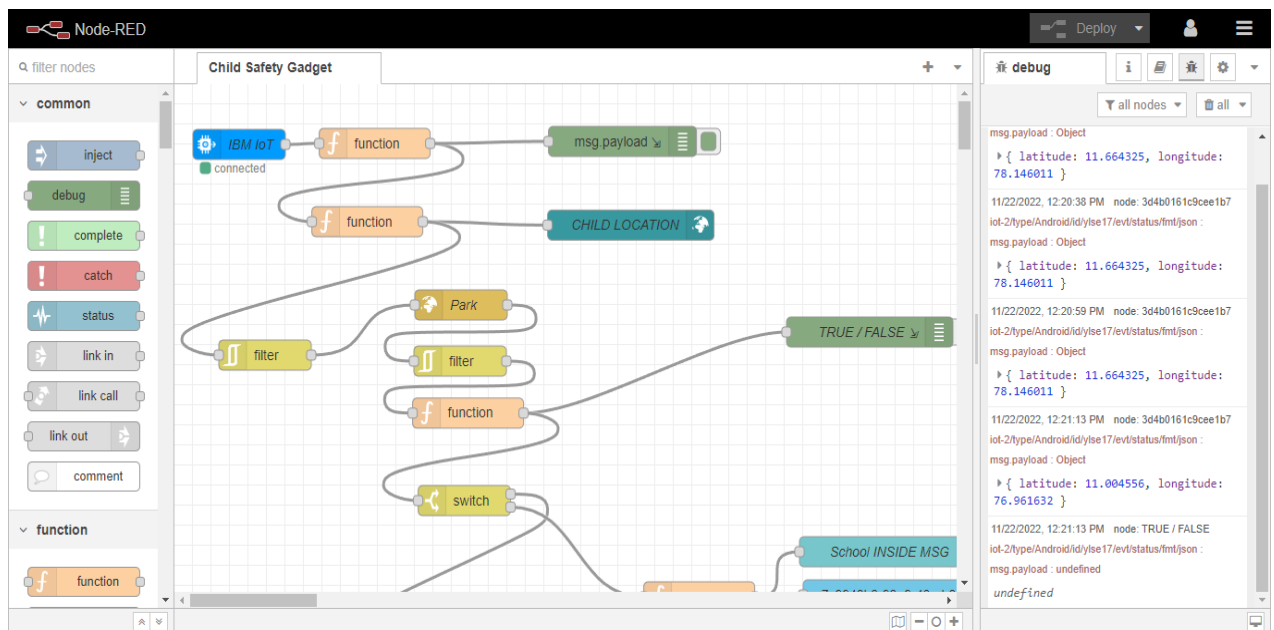 Node-RED
Deploy
filter nodes
common
inject
debug
complete
catch
status
link in
link call
link out
comment
function
function
Child Safety Gadget
IBM IoT
connected
function
msg.payload
function
CHILD LOCATION
Park
filter
filter
TRUE / FALSE
function
switch
School INSIDE MSG
debug
all nodes
all
msg.payload : Object
{ latitude: 11.664325, longitude:
78.146011 }
11/22/2022, 12:20:38 PM node: 3d4b0161c9cee1b7
iot-2/type/Android/id/ylse17/evt/status/fmt/json :
msg.payload : Object
{ latitude: 11.664325, longitude:
78.146011 }
11/22/2022, 12:20:59 PM node: 3d4b0161c9cee1b7
iot-2/type/Android/id/ylse17/evt/status/fmt/json :
msg.payload : Object
{ latitude: 11.664325, longitude:
78.146011 }
11/22/2022, 12:21:13 PM node: 3d4b0161c9cee1b7
iot-2/type/Android/id/ylse17/evt/status/fmt/json :
msg.payload : Object
{ latitude: 11.004556, longitude:
76.961632 }
11/22/2022, 12:21:13 PM node: TRUE / FALSE
iot-2/type/Android/id/ylse17/evt/status/fmt/json :
msg.payload : undefined
undefined